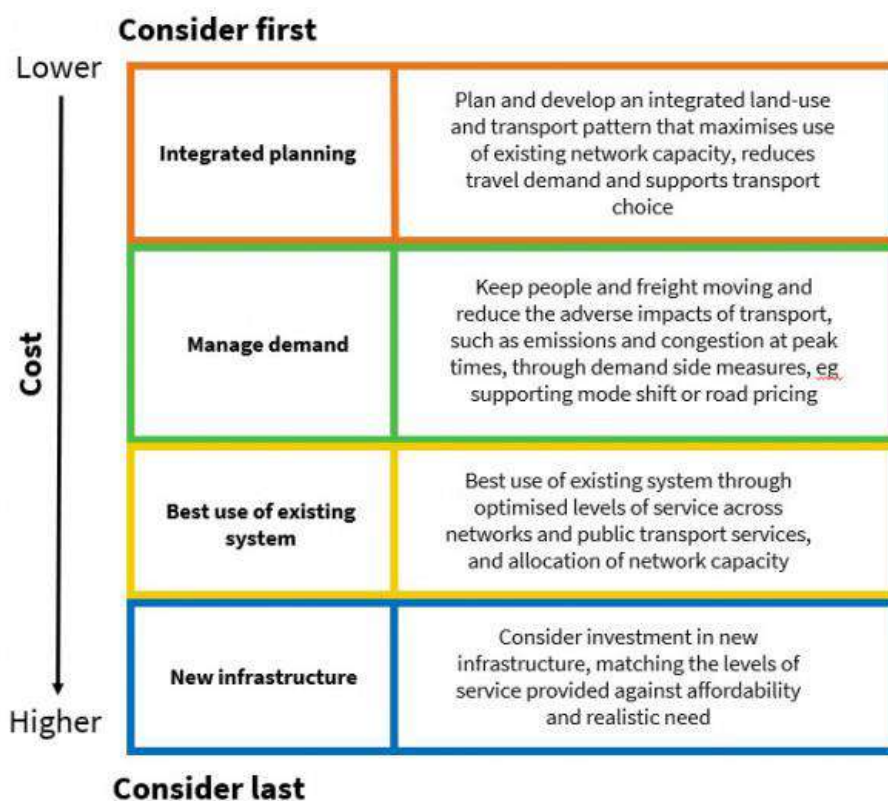 Consider first
Lower
Integrated planning
Plan and develop an integrated land-use
and transport pattern that maximises use
of existing network capacity, reduces
travel demand and supports transport
choice
Cost
Manage demand
Keep people and freight moving and
reduce the adverse impacts of transport,
such as emissions and congestion at peak
times, through demand side measures, eg
supporting mode shift or road pricing
Best use of existing
system
Best use of existing system through
optimised levels of service across
networks and public transport services,
and allocation of network capacity
New infrastructure
Consider investment in new
infrastructure, matching the levels of
service provided against affordability
and realistic need
Higher
Consider last